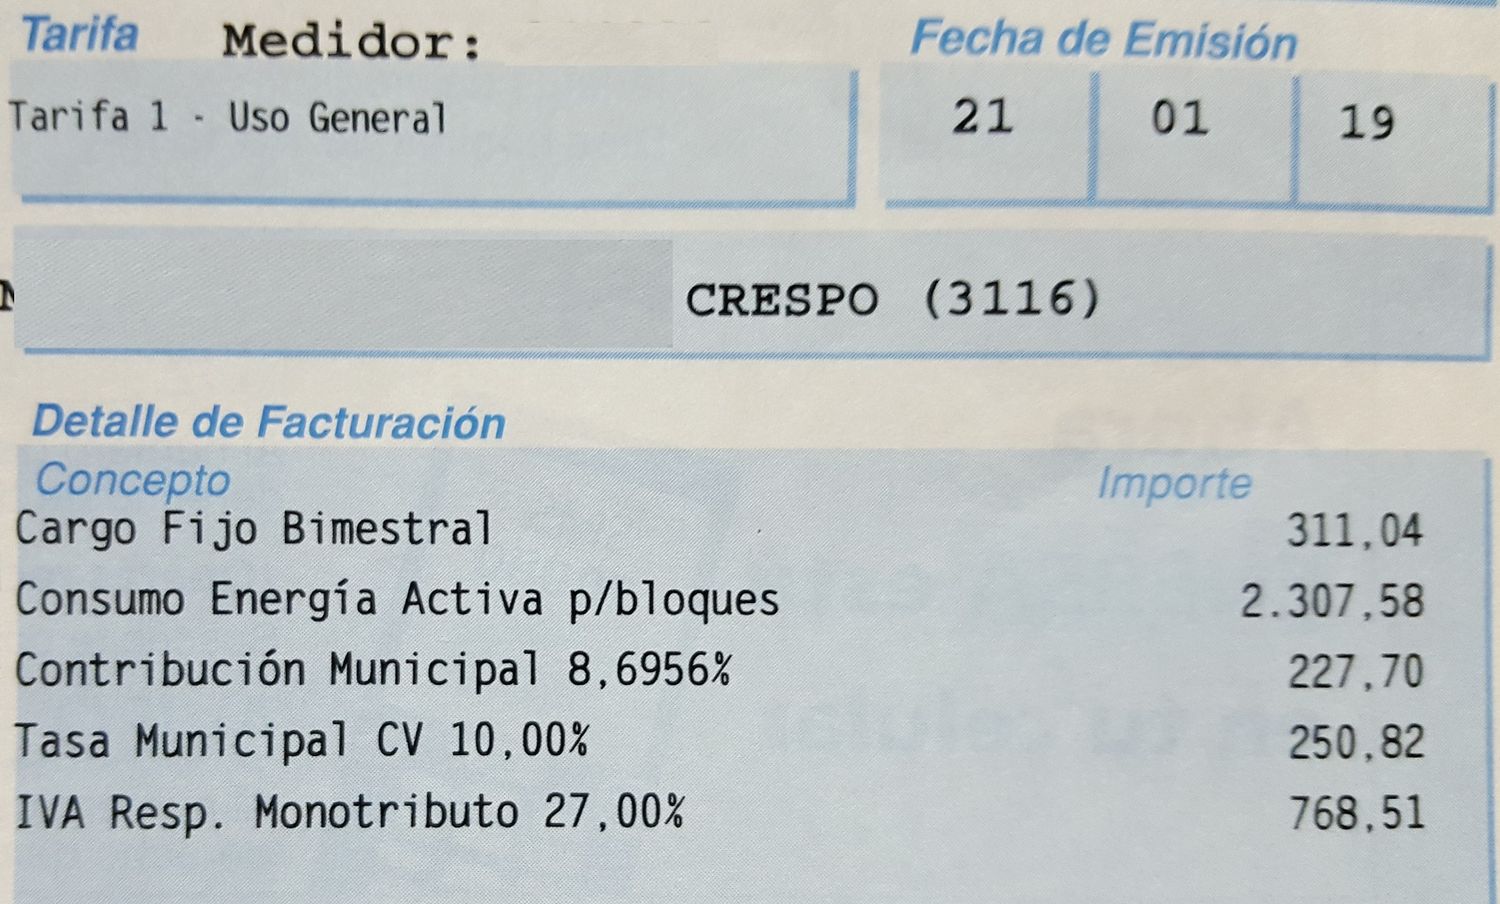 Tarifa Medidor: Fecha de Emisión
Tarifa 1 - Uso General 21 01 19
CRESPO (3116)
Detalle de Facturación
Concepto Importe
Cargo Fijo Bimestral 311,04
Consumo Energía Activa p/bloques 2.307,58
Contribución Municipal 8,6956% 227,70
Tasa Municipal CV 10,00% 250,82
IVA Resp. Monotributo 27,00% 768,51